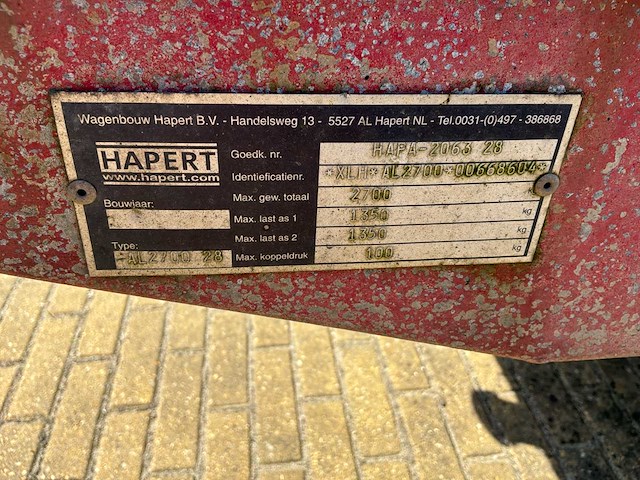 Wagenbouw Hapert B.V. - Handelsweg 13 - 5527 AL Hapert NL - Tel.0031-(0)497 - 386868
HAPERT
www.hapert.com
Bouwjaar:
Type:
AL2700 28
Goedk. nr. HAPA-2063 28
Identieficatienr. *XLH*AL2700*00668604*
Max. gew. totaal 2700
Max. last as 1 1350 kg
Max. last as 2 1350 kg
Max. koppeldruk 100 kg